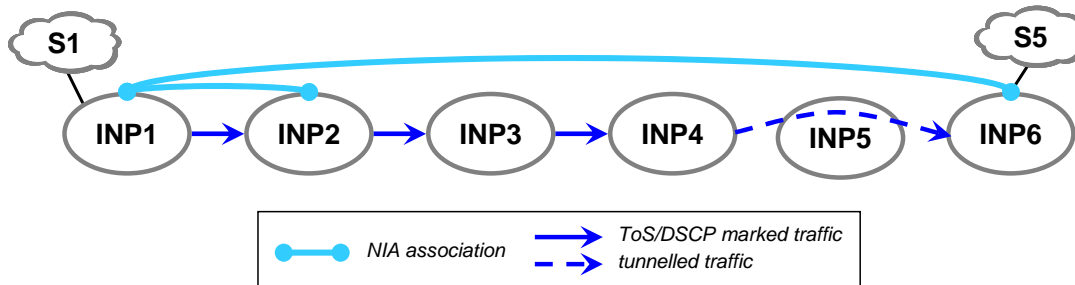 S1
S5
INP1
INP2
INP3
INP4
INP5
INP6
NIA association
ToS/DSCP marked traffic
tunnelled traffic